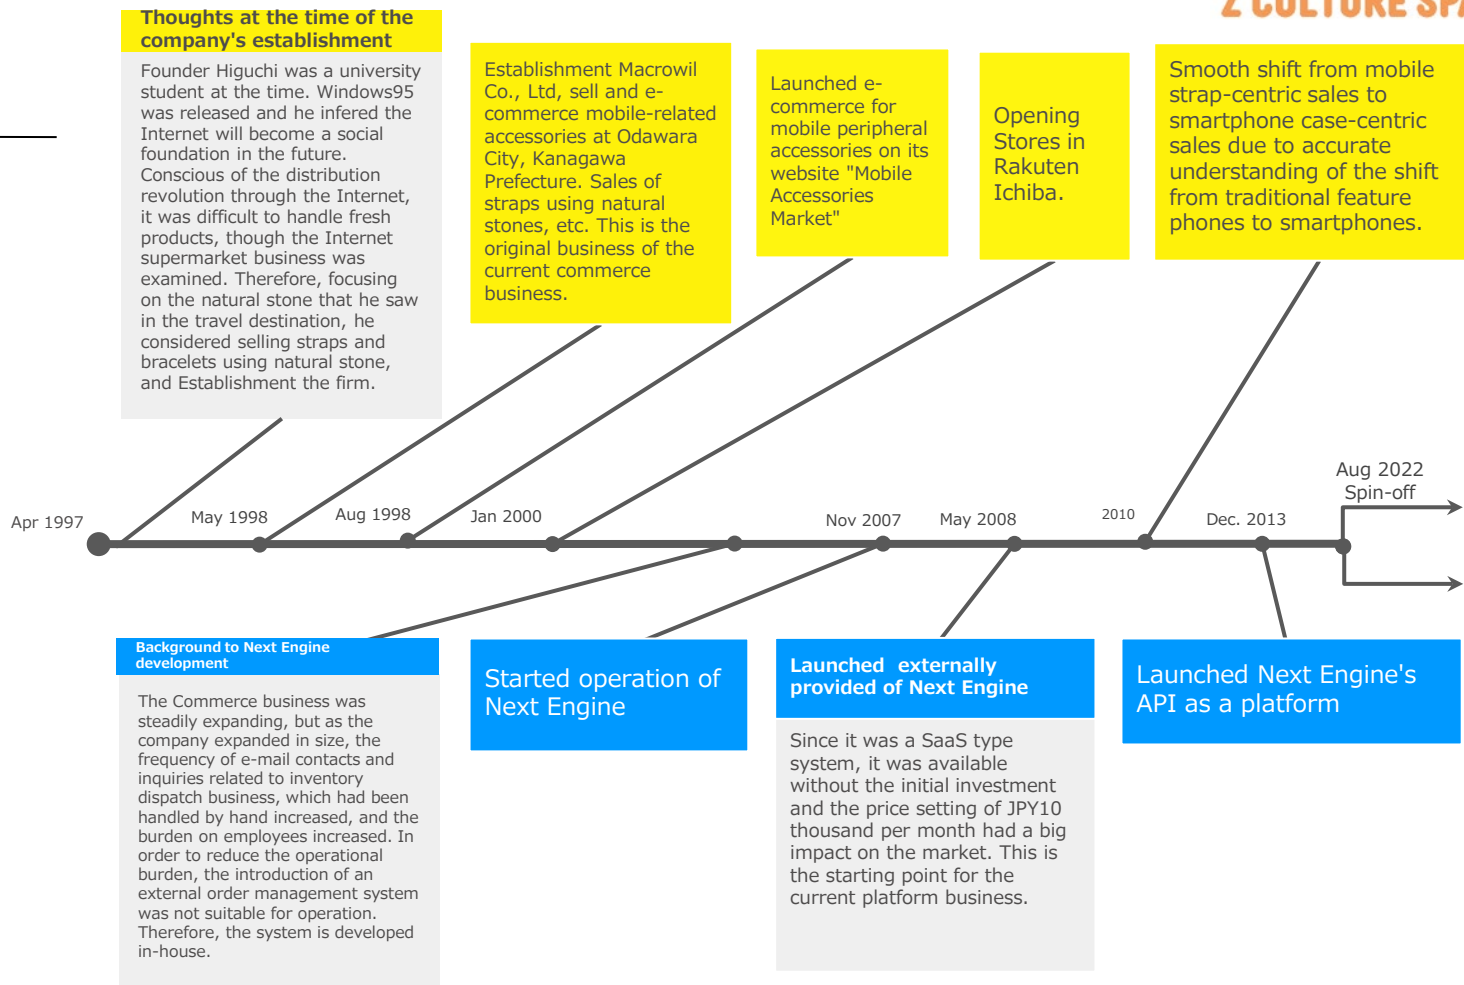 2 CULTURE SPA
Thoughts at the time of the
company's establishment
Founder Higuchi was a university
student at the time. Windows95
was released and he infered the
Internet will become a social
foundation in the future.
Conscious of the distribution
revolution through the Internet,
it was difficult to handle fresh
products, though the Internet
supermarket business was
examined. Therefore, focusing
on the natural stone that he saw
in the travel destination, he
considered selling straps and
bracelets using natural stone,
and Establishment the firm.
Establishment Macrowil
Co., Ltd, sell and e-
commerce mobile-related
accessories at Odawara
City, Kanagawa
Prefecture. Sales of
straps using natural
stones, etc. This is the
original business of the
current commerce
business.
Launched e-
commerce for
mobile peripheral
accessories on its
website "Mobile
Accessories
Market"
Opening
Stores in
Rakuten
Ichiba.
Smooth shift from mobile
strap-centric sales to
smartphone case-centric
sales due to accurate
understanding of the shift
from traditional feature
phones to smartphones.
Apr 1997
May 1998
Aug 1998
Jan 2000
Nov 2007
May 2008
2010
Dec. 2013
Aug 2022
Spin-off
Background to Next Engine
development
The Commerce business was
steadily expanding, but as the
company expanded in size, the
frequency of e-mail contacts and
inquiries related to inventory
dispatch business, which had been
handled by hand increased, and the
burden on employees increased. In
order to reduce the operational
burden, the introduction of an
external order management system
was not suitable for operation.
Therefore, the system is developed
in-house.
Started operation of
Next Engine
Launched externally
provided of Next Engine
Since it was a SaaS type
system, it was available
without the initial investment
and the price setting of JPY10
thousand per month had a big
impact on the market. This is
the starting point for the
current platform business.
Launched Next Engine's
API as a platform